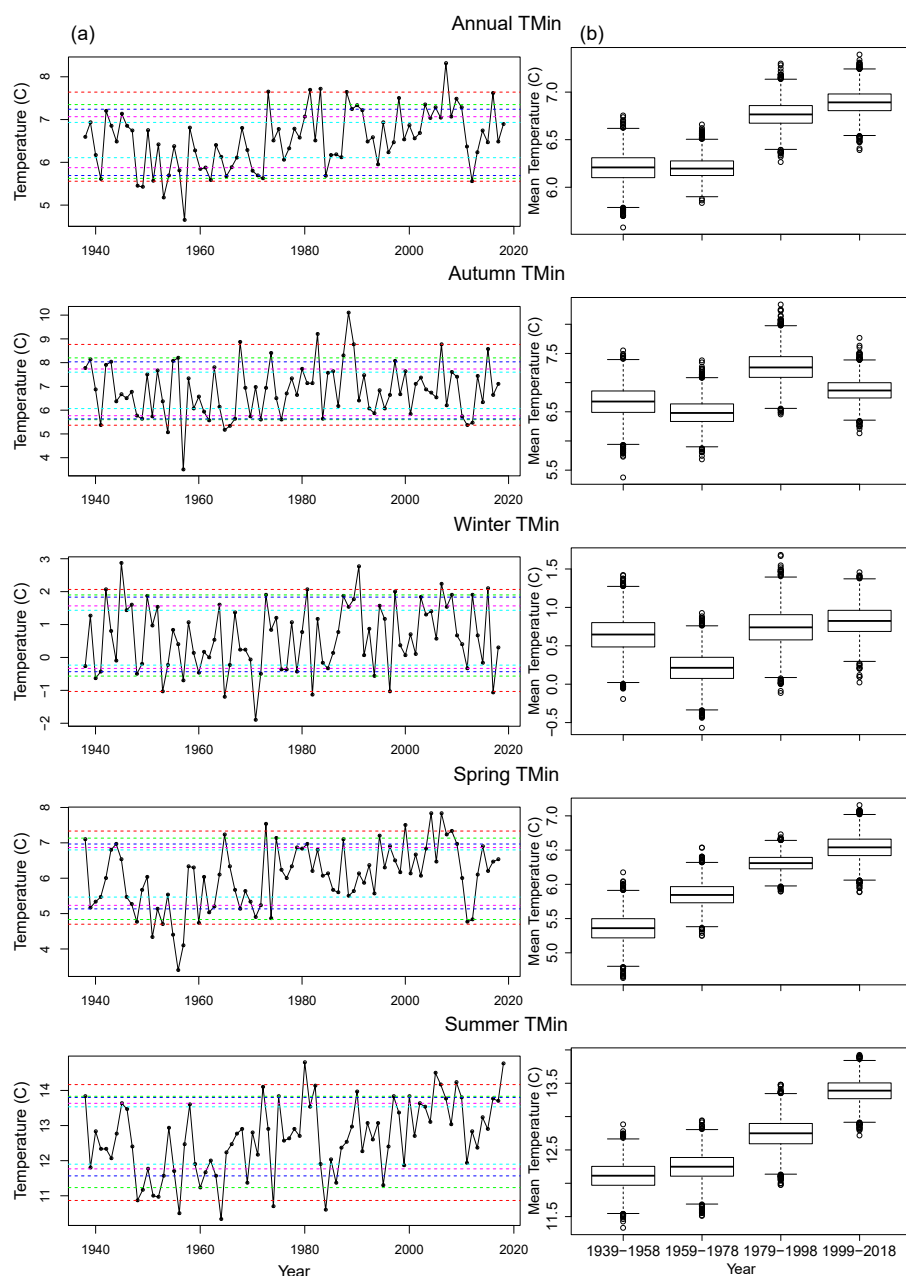 (a)
Annual TMin
(b)
Temperature (C)
5 6 7 8
1940 1960 1980 2000 2020
Mean Temperature (C)
6.0 6.5 7.0
Autumn TMin
Temperature (C)
4 5 6 7 8 9 10
1940 1960 1980 2000 2020
Mean Temperature (C)
5.5 6.5 7.5
Winter TMin
Temperature (C)
−2 −1 0 1 2 3
1940 1960 1980 2000 2020
Mean Temperature (C)
−0.5 0.0 0.5 1.0 1.5
Spring TMin
Temperature (C)
4 5 6 7 8
1940 1960 1980 2000 2020
Mean Temperature (C)
5.0 5.5 6.0 6.5 7.0
Summer TMin
Temperature (C)
11 12 13 14
1940 1960 1980 2000 2020
Year
Mean Temperature (C)
11.5 12.5 13.5
1939−1958 1959−1978 1979−1998 1999−2018
Year